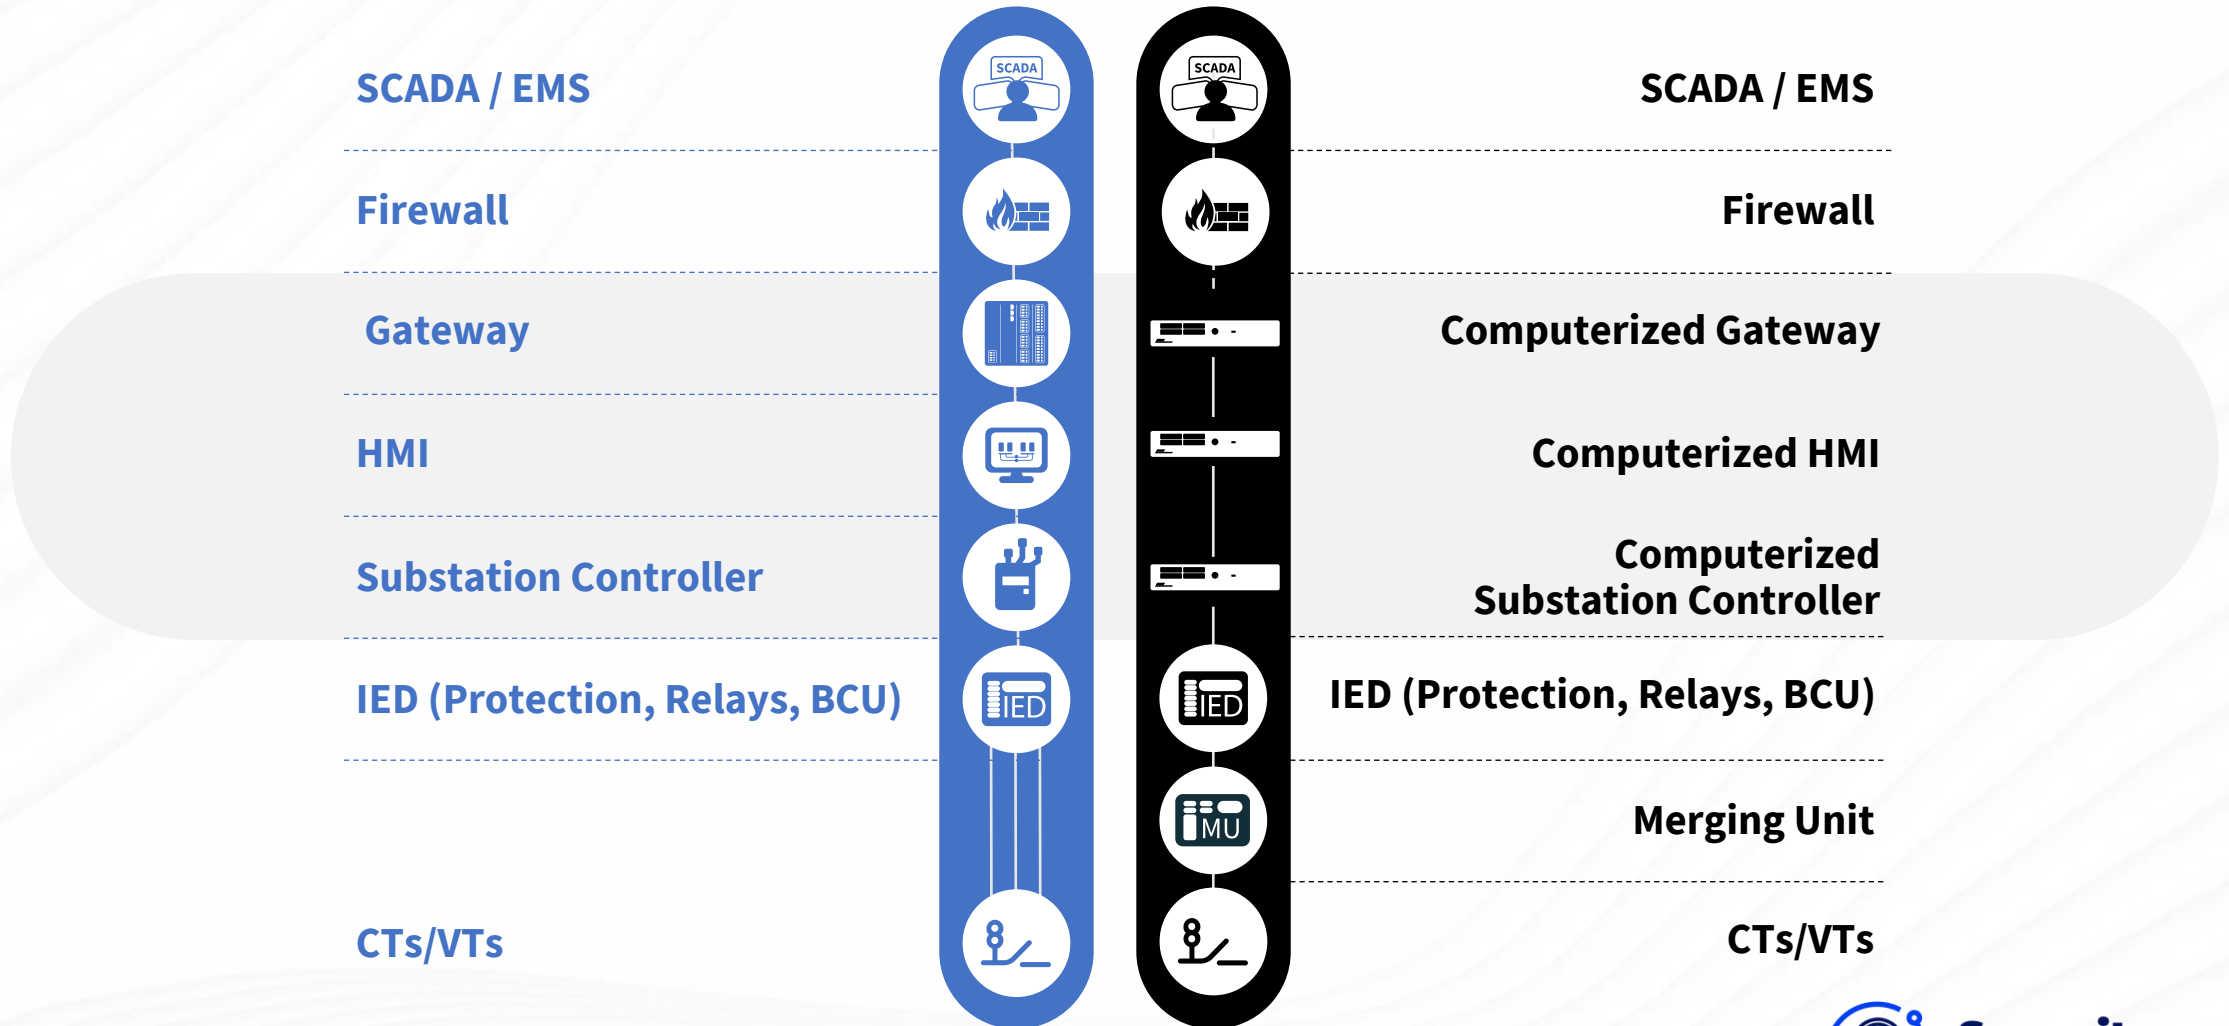 SCADA / EMS
SCADA
SCADA
SCADA / EMS
Firewall
Firewall
Gateway
Computerized Gateway
HMI
Computerized HMI
Substation Controller
Computerized
Substation Controller
IED (Protection, Relays, BCU)
IED
IED
IED (Protection, Relays, BCU)
MU
Merging Unit
CTs/VTs
CTs/VTs